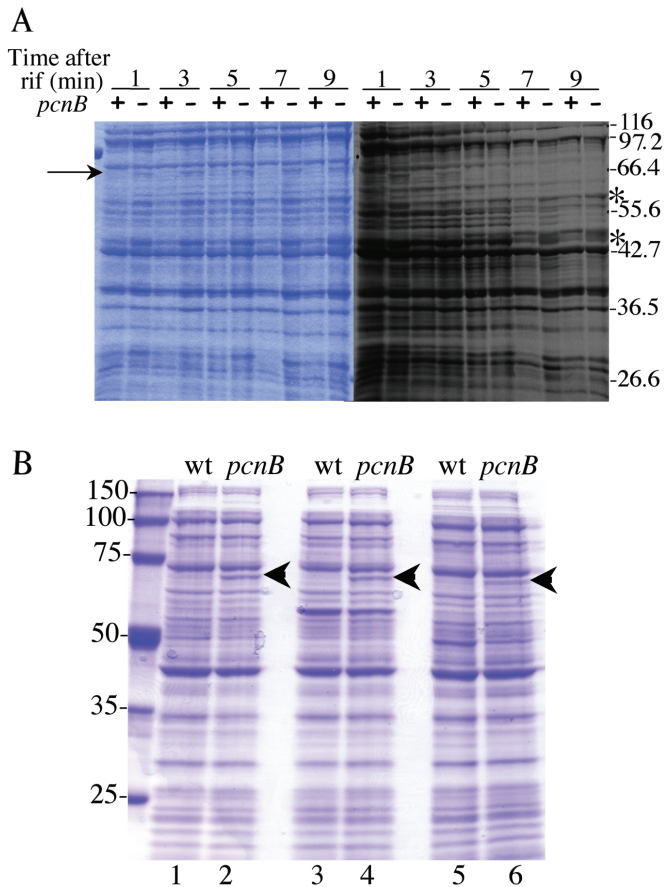 A
Time after
rif (min) 1 3 5 7 9 1 3 5 7 9
pcnB + - + - + - + - + - + - + - + - + - + -
-116
-97.2
-66.4
*
-55.6
*
-42.7
-36.5
-26.6
B
wt pcnB wt pcnB wt pcnB
150-
100-
75-
50-
35-
25-
1 2 3 4 5 6